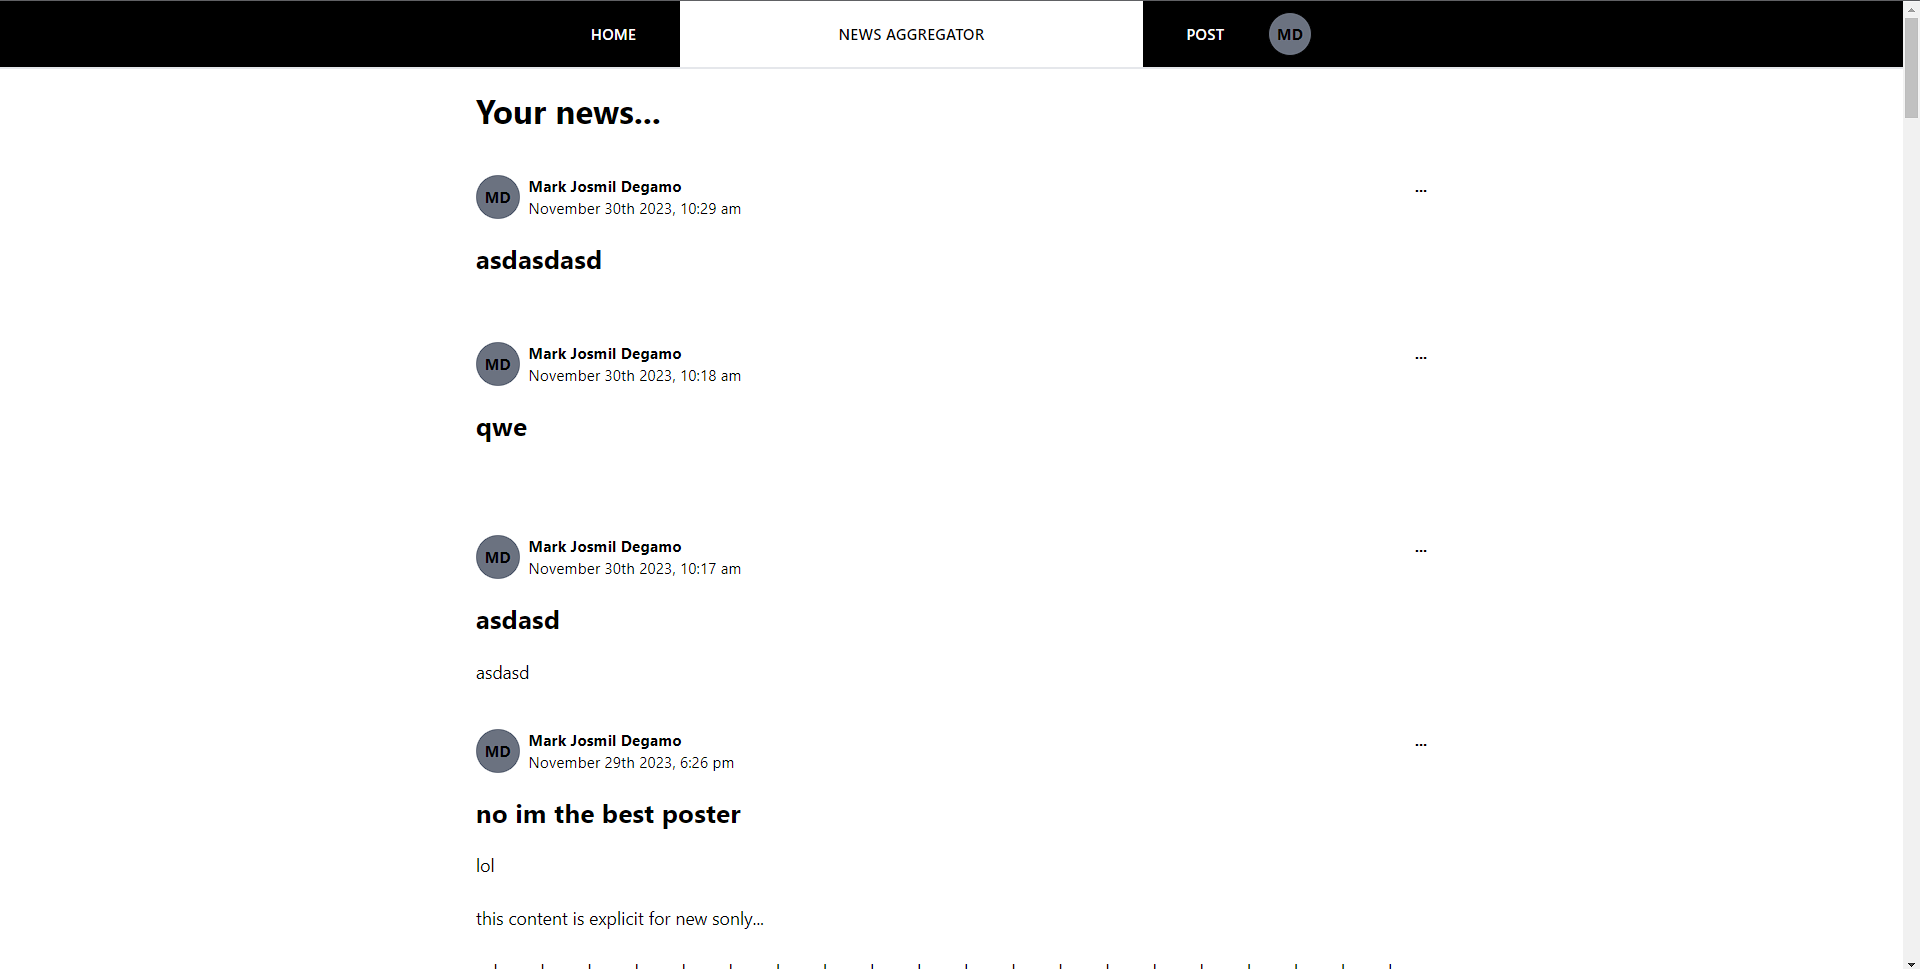 HOME NEWS AGGREGATOR POST MD
Your news...
MD Mark Josmil Degamo ...
November 30th 2023, 10:29 am
asdasdasd
MD Mark Josmil Degamo ...
November 30th 2023, 10:18 am
qwe
MD Mark Josmil Degamo ...
November 30th 2023, 10:17 am
asdasd
asdasd
MD Mark Josmil Degamo ...
November 29th 2023, 6:26 pm
no im the best poster
lol
this content is explicit for new sonly...